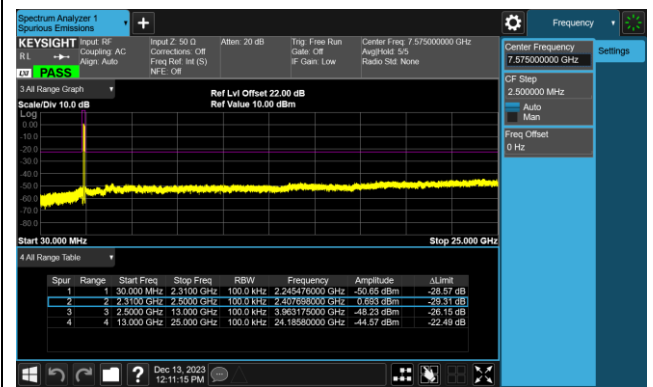 Spectrum Analyzer 1
Spurious Emissions
Frequency
KEYSIGHT
Input: RF
Coupling: AC
Align: Auto
Input Z: 50 Ω
Corrections: Off
Freq Ref: Int (S)
NFE: Off
Atten: 20 dB
Trig: Free Run
Gate: Off
IF Gain: Low
Center Freq: 7.575000000 GHz
Avg|Hold: 5/5
Radio Std: None
R L
LXI
PASS
3 All Range Graph
Scale/Div 10.0 dB
Ref Lvl Offset 22.00 dB
Ref Value 10.00 dBm
Log
0.00
-10.0
-20.0
-30.0
-40.0
-50.0
-60.0
-70.0
-80.0
Start 30.000 MHz
Stop 25.000 GHz
4 All Range Table
Spur Range Start Freq Stop Freq RBW Frequency Amplitude ΔLimit
1 1 30.000 MHz 2.3100 GHz 100.0 kHz 2.245476000 GHz -50.65 dBm -28.57 dB
2 2 2.3100 GHz 2.5000 GHz 100.0 kHz 2.407698000 GHz 0.693 dBm -29.31 dB
3 3 2.5000 GHz 13.000 GHz 100.0 kHz 3.963175000 GHz -48.23 dBm -26.15 dB
4 4 13.000 GHz 25.000 GHz 100.0 kHz 24.18580000 GHz -44.57 dBm -22.49 dB
Center Frequency
7.575000000 GHz
Settings
CF Step
2.500000 MHz
Auto
Man
Freq Offset
0 Hz
?
Dec 13, 2023
12:11:15 PM